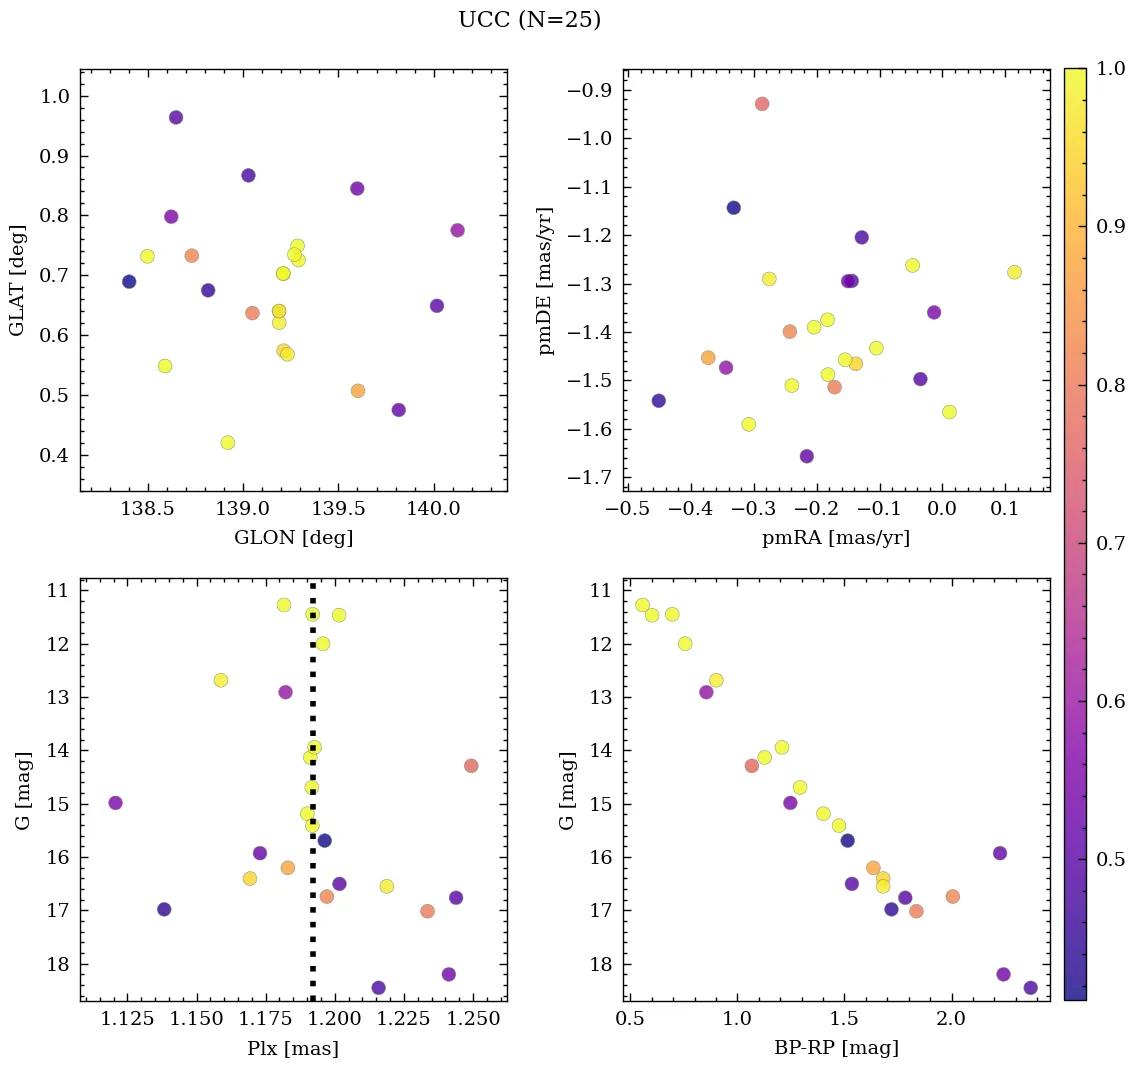 UCC (N=25)
1.0
0.9
0.8
0.7
0.6
0.5
0.4
GLAT [deg]
138.5 139.0 139.5 140.0
GLON [deg]
−0.9
−1.0
−1.1
−1.2
−1.3
−1.4
−1.5
−1.6
−1.7
pmDE [mas/yr]
−0.5 −0.4 −0.3 −0.2 −0.1 0.0 0.1
pmRA [mas/yr]
11
12
13
14
15
16
17
18
G [mag]
1.125 1.150 1.175 1.200 1.225 1.250
Plx [mas]
11
12
13
14
15
16
17
18
G [mag]
0.5 1.0 1.5 2.0
BP-RP [mag]
1.0
0.9
0.8
0.7
0.6
0.5